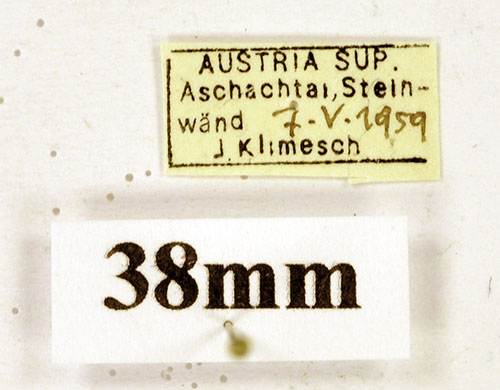 AUSTRIA SUP.
Aschachtal, Stein-
wänd 7.V.1959
J. Klimesch
38mm